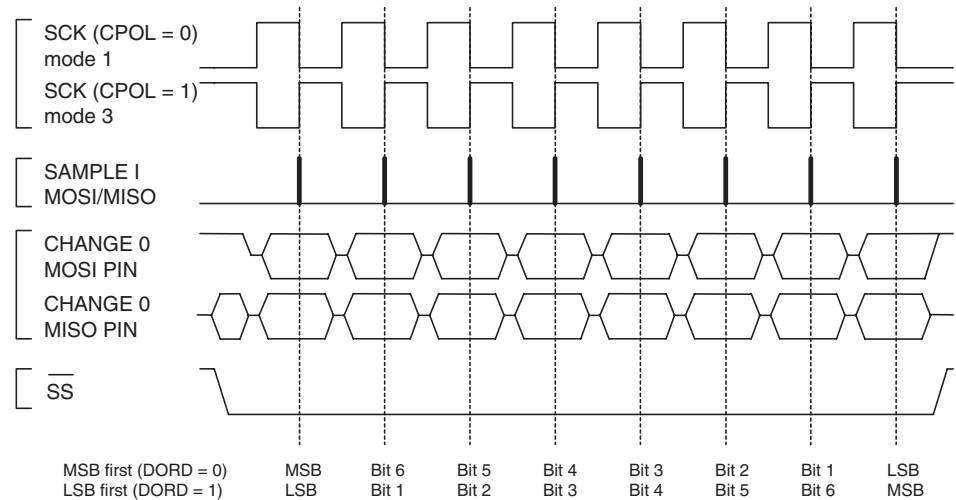 SCK (CPOL = 0)
mode 1
SCK (CPOL = 1)
mode 3
SAMPLE I
MOSI/MISO
CHANGE 0
MOSI PIN
CHANGE 0
MISO PIN
SS
MSB first (DORD = 0) MSB Bit 6 Bit 5 Bit 4 Bit 3 Bit 2 Bit 1 LSB
LSB first (DORD = 1) LSB Bit 1 Bit 2 Bit 3 Bit 4 Bit 5 Bit 6 MSB